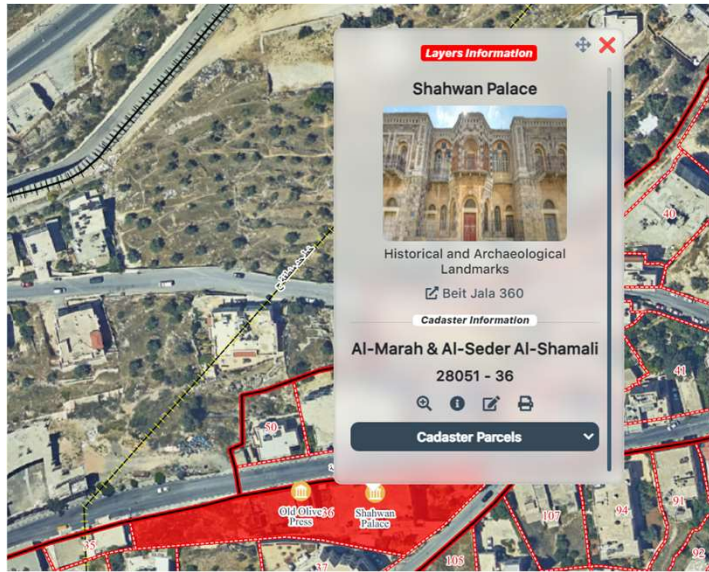 Layers Information
Shahwan Palace
Historical and Archaeological
Landmarks
Beit Jala 360
Cadaster Information
Al-Marah & Al-Seder Al-Shamali
28051 - 36
Cadaster Parcels
40
41
50
Old Olive
Press
36
Shahwan
Palace
35
37
105
107
94
91
92